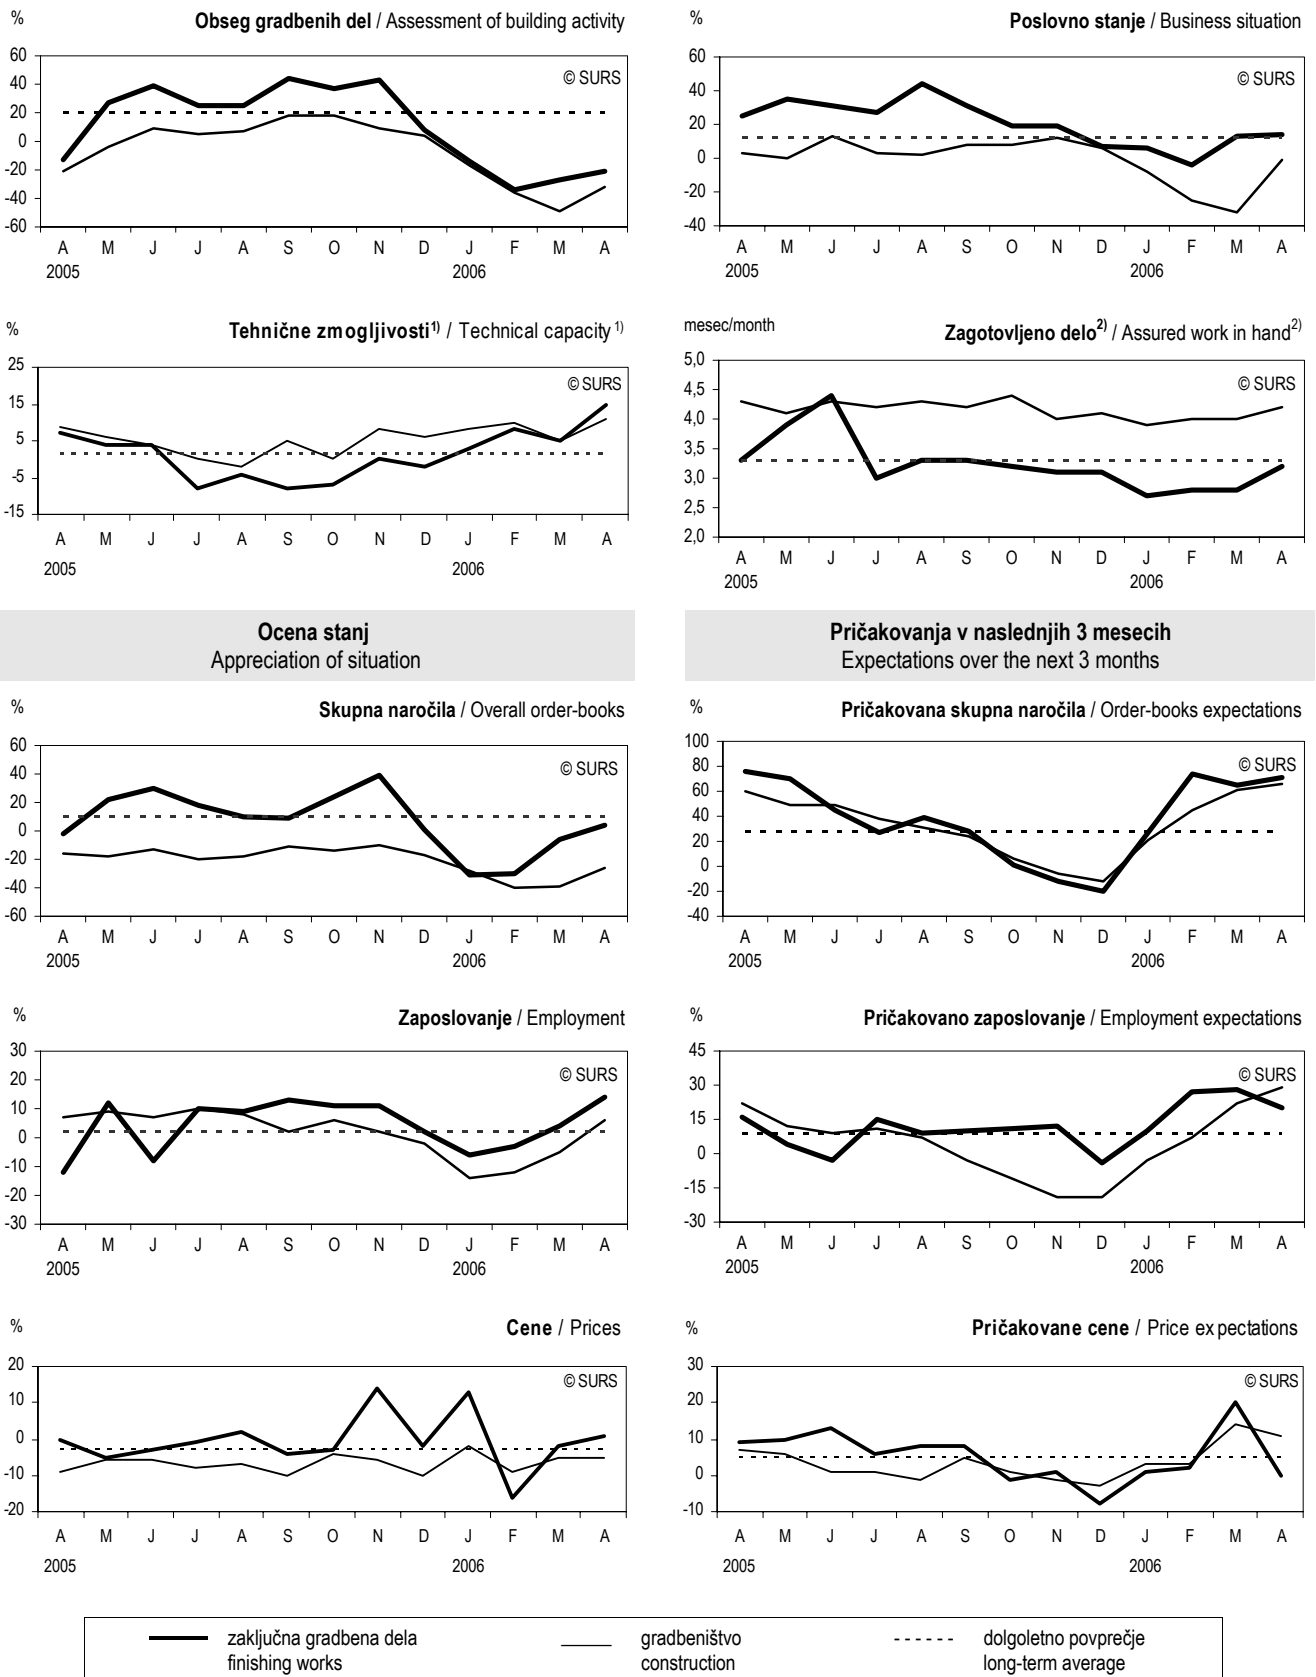 %
Obseg gradbenih del / Assessment of building activity
60
40
20
0
-20
-40
-60
© SURS
A M J J A S O N D J F M A
2005 2006
%
Poslovno stanje / Business situation
60
40
20
0
-20
-40
© SURS
A M J J A S O N D J F M A
2005 2006
%
Tehnične zmogljivosti1) / Technical capacity 1)
25
15
5
-5
-15
© SURS
A M J J A S O N D J F M A
2005 2006
mesec/month
Zagotovljeno delo2) / Assured work in hand2)
5,0
4,5
4,0
3,5
3,0
2,5
2,0
© SURS
A M J J A S O N D J F M A
2005 2006
Ocena stanj
Appreciation of situation
Pričakovanja v naslednjih 3 mesecih
Expectations over the next 3 months
%
Skupna naročila / Overall order-books
60
40
20
0
-20
-40
-60
© SURS
A M J J A S O N D J F M A
2005 2006
%
Pričakovana skupna naročila / Order-books expectations
100
80
60
40
20
0
-20
-40
© SURS
A M J J A S O N D J F M A
2005 2006
%
Zaposlovanje / Employment
30
20
10
0
-10
-20
-30
© SURS
A M J J A S O N D J F M A
2005 2006
%
Pričakovano zaposlovanje / Employment expectations
45
30
15
0
-15
-30
© SURS
A M J J A S O N D J F M A
2005 2006
%
Cene / Prices
20
10
0
-10
-20
© SURS
A M J J A S O N D J F M A
2005 2006
%
Pričakovane cene / Price expectations
30
20
10
0
-10
© SURS
A M J J A S O N D J F M A
2005 2006
zaključna gradbena dela
finishing works
gradbeništvo
construction
dolgoletno povprečje
long-term average